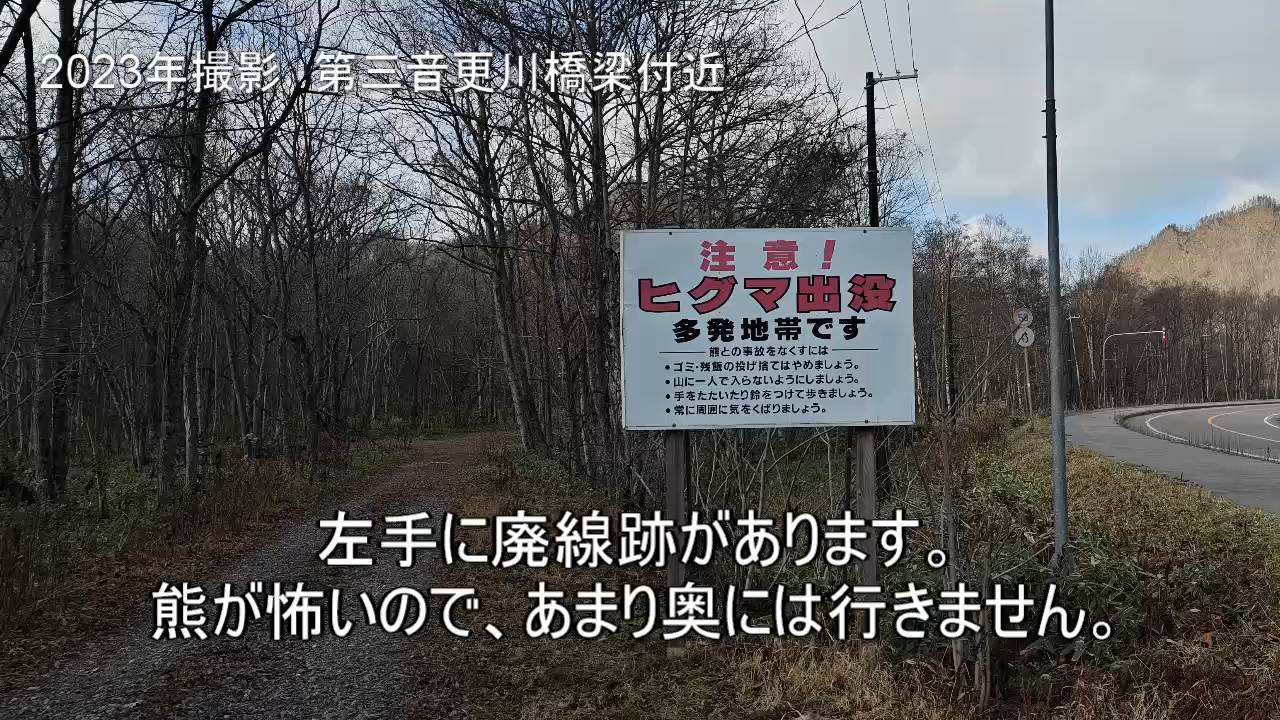 2023年撮影　第三音更川橋梁付近
注意！
ヒグマ出没
多発地帯です
熊との事故をなくすには
•ゴミ・残飯の投げ捨てはやめましょう。
•山に一人で入らないようにしましょう。
•手をたたいたり鈴をつけて歩きましょう。
•常に周囲に気をくばりましょう。
左手に廃線跡があります。
熊が怖いので、あまり奥には行きません。